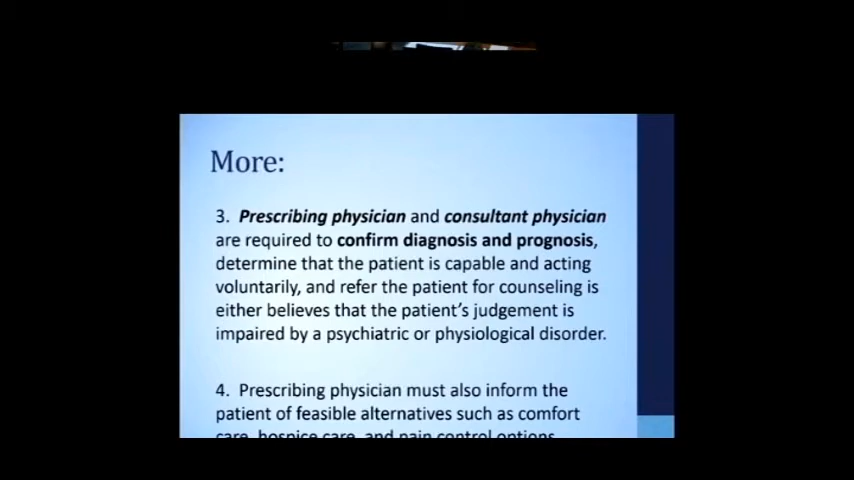 More:
3. Prescribing physician and consultant physician
are required to confirm diagnosis and prognosis,
determine that the patient is capable and acting
voluntarily, and refer the patient for counseling is
either believes that the patient's judgement is
impaired by a psychiatric or physiological disorder.
4. Prescribing physician must also inform the
patient of feasible alternatives such as comfort
care, hospice care, and pain control options.